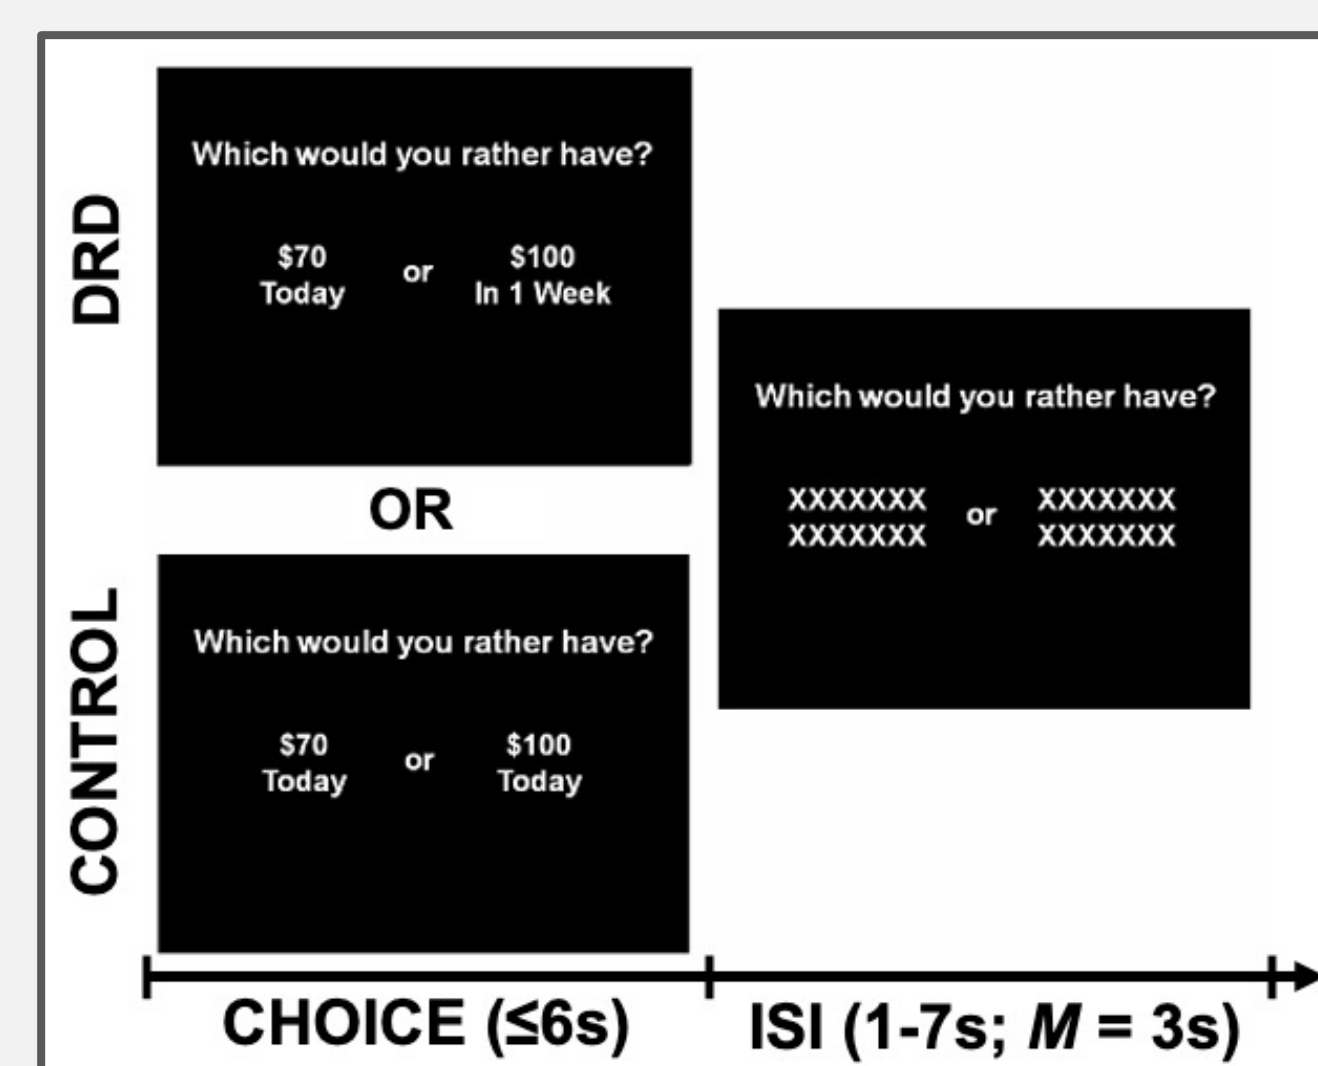 DRD
Which would you rather have?
$70 or $100
Today In 1 Week
OR
CONTROL
Which would you rather have?
$70 or $100
Today Today
Which would you rather have?
XXXXXXX or XXXXXXX
XXXXXXX XXXXXXX
CHOICE (≤6s)
ISI (1-7s; M = 3s)